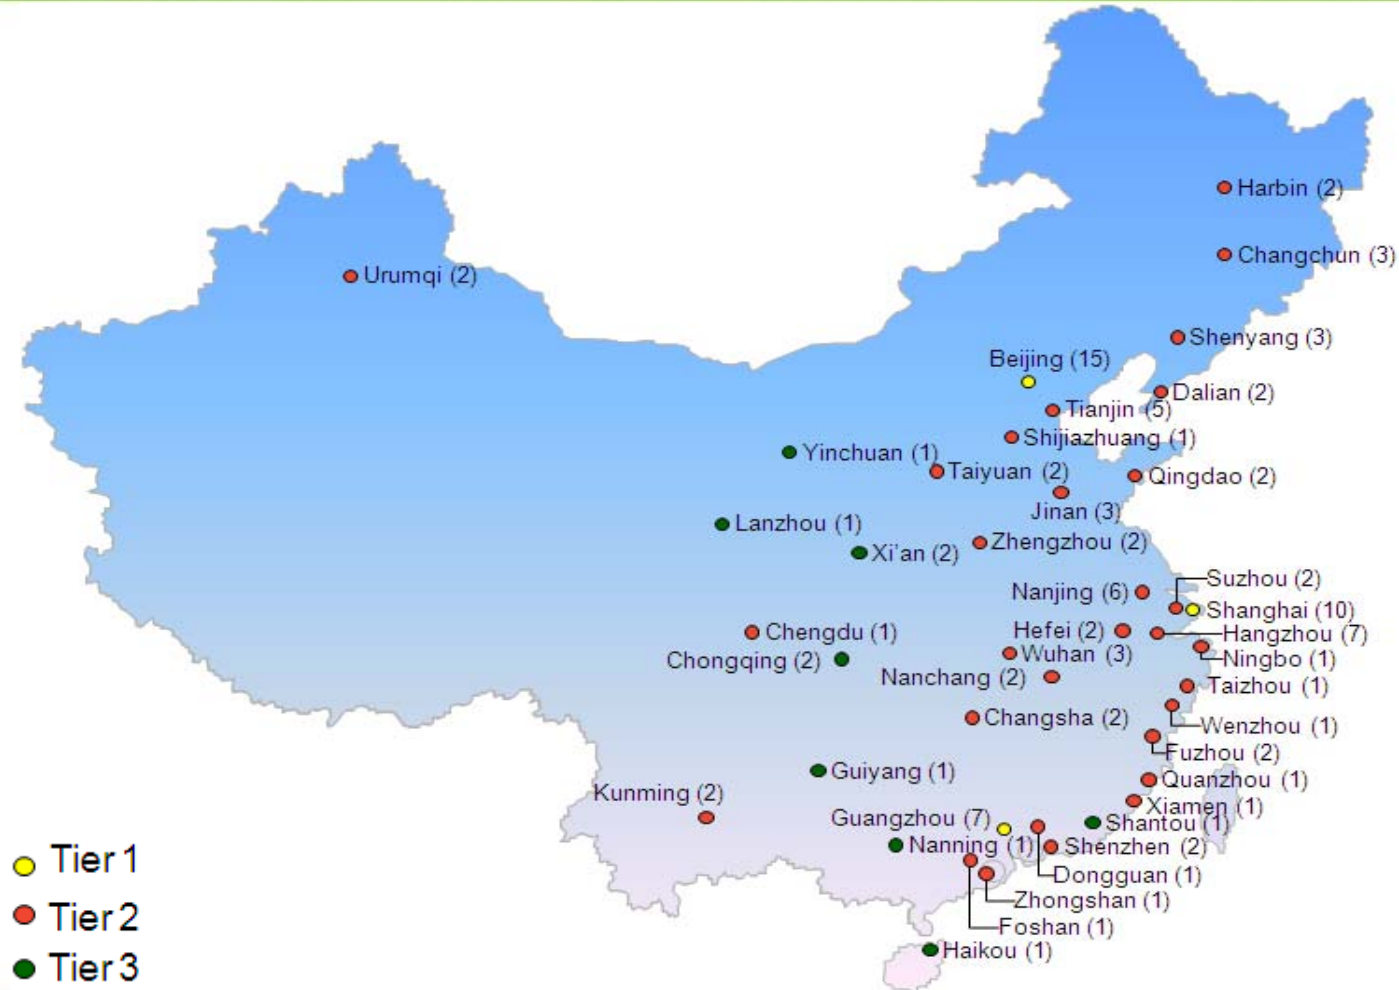 Harbin (2)
Changchun (3)
Urumqi (2)
Shenyang (3)
Beijing (15)
Dalian (2)
Tianjin (5)
Shijiazhuang (1)
Yinchuan (1)
Taiyuan (2)
Qingdao (2)
Jinan (3)
Lanzhou (1)
Zhengzhou (2)
Xi'an (2)
Suzhou (2)
Nanjing (6)
Shanghai (10)
Hefei (2)
Hangzhou (7)
Chengdu (1)
Wuhan (3)
Ningbo (1)
Chongqing (2)
Nanchang (2)
Taizhou (1)
Changsha (2)
Wenzhou (1)
Fuzhou (2)
Guiyang (1)
Quanzhou (1)
Kunming (2)
Xiamen (1)
Guangzhou (7)
Shantou (1)
Nanning (1)
Shenzhen (2)
Dongguan (1)
Zhongshan (1)
Foshan (1)
Haikou (1)
Tier 1
Tier 2
Tier 3